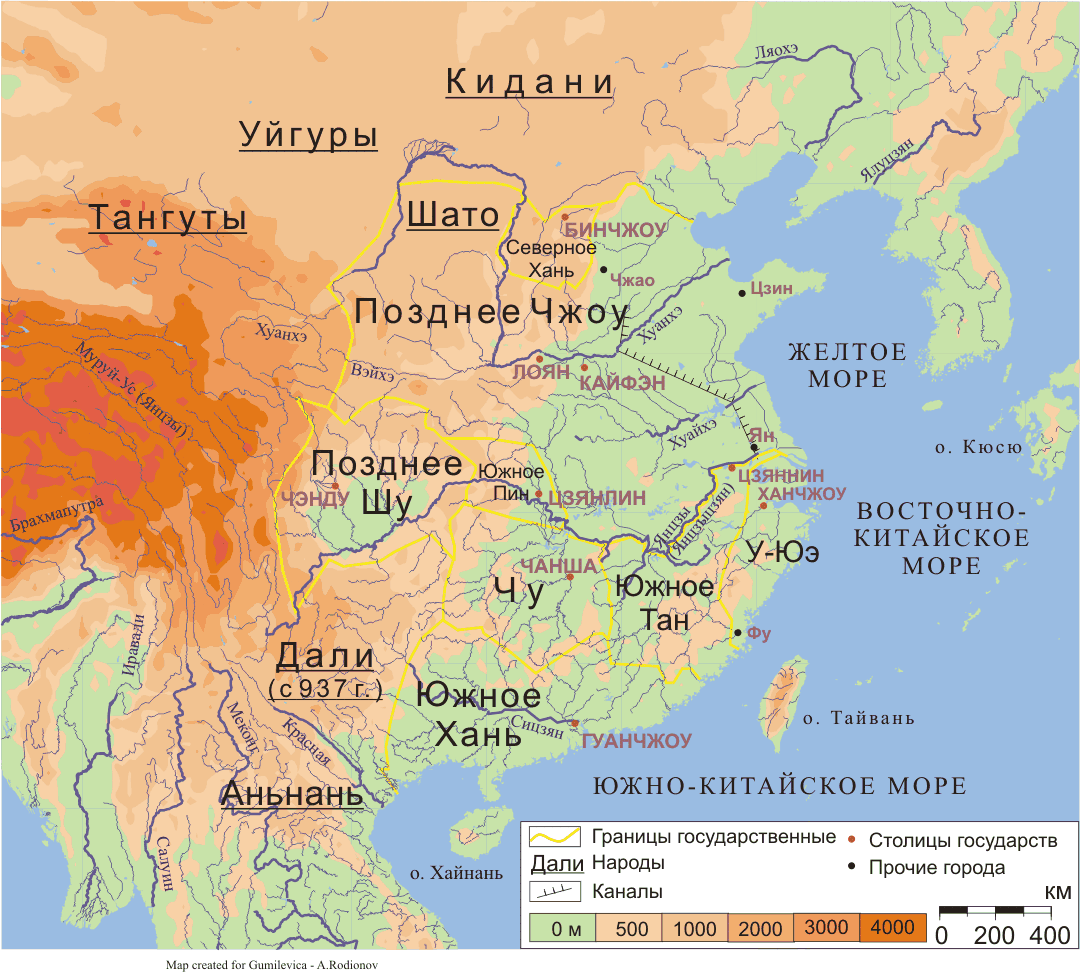 Ляохэ
Кидани
Уйгуры
Ялуцзян
Тангуты
Шато
БИНЧЖОУ
Северное
Хань
Чжао
Цзин
Позднее Чжоу
Хуанхэ
Хуанхэ
ЖЕЛТОЕ
МОРЕ
Муруй-Ус (Янцзы)
Вэйхэ
ЛОЯН
КАЙФЭН
Хуайхэ
Ян
о. Кюсю
Позднее
Шу
ЧЭНДУ
Южное
Пин
ЦЗЯНЛИН
ЦЗЯННИН
ХАНЧЖОУ
Брахмапутра
Янцзы
(Янцзыцзян)
ВОСТОЧНО-
КИТАЙСКОЕ
МОРЕ
У-Юэ
ЧАНША
Чу
Южное
Тан
Фу
Иравади
Дали
(с 937 г.)
Южное
Хань
Сицзян
ГУАНЧЖОУ
о. Тайвань
Меконг
Красная
Аньнань
ЮЖНО-КИТАЙСКОЕ МОРЕ
Салуин
о. Хайнань
Границы государственные
Столицы государств
Дали Народы
Прочие города
Каналы
КМ
0 м 500 1000 2000 3000 4000
0 200 400
Map created for Gumilevica - A.Rodionov